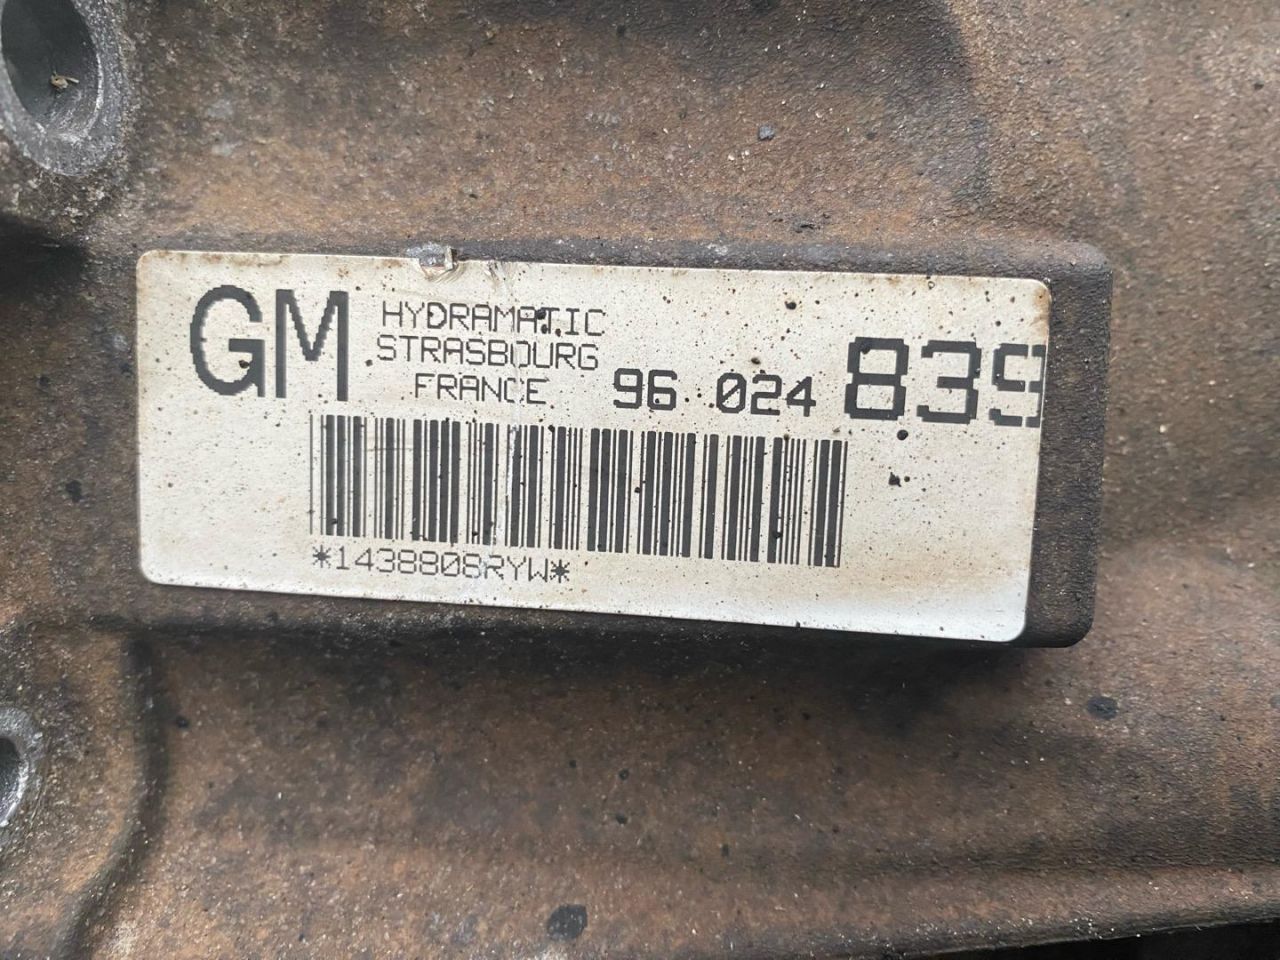 GM
HYDRAMATIC
STRASBOURG
FRANCE 96 024 839
*1438808RYW*